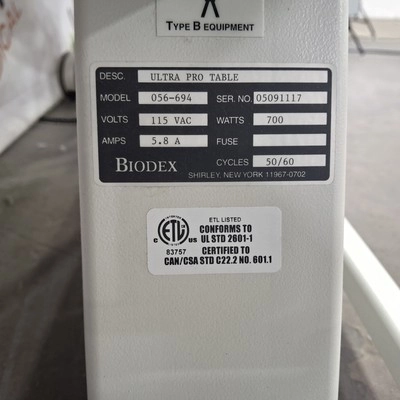 TYPE B EQUIPMENT
DESC. ULTRA PRO TABLE
MODEL 056-694 SER. NO. 05091117
VOLTS 115 VAC WATTS 700
AMPS 5.8 A FUSE
BIODEX CYCLES 50/60
SHIRLEY, NEW YORK 11967-0702
ETL LISTED
CONFORMS TO
UL STD 2601-1
C ETL US
83757
CERTIFIED TO
CAN/CSA STD C22.2 NO. 601.1